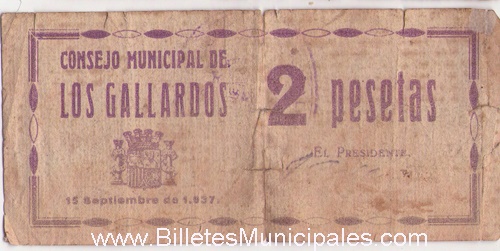 CONSEJO MUNICIPAL DE
LOS GALLARDOS
2 pesetas
EL PRESIDENTE.
15 Septiembre de 1.937.
www.BilletesMunicipales.com